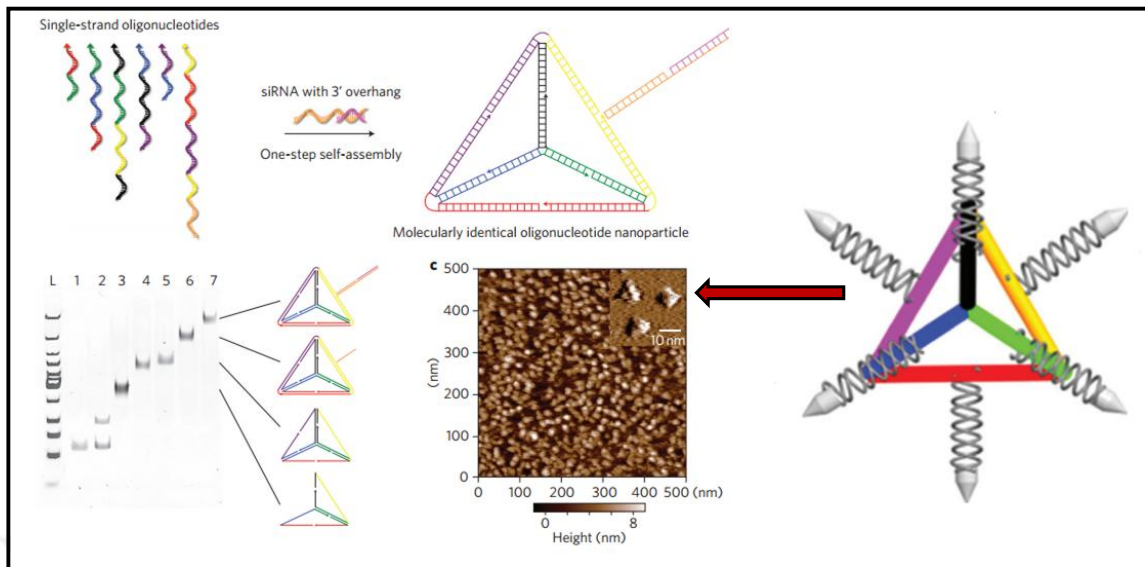 Single-strand oligonucleotides
siRNA with 3′ overhang
One-step self-assembly
Molecularly identical oligonucleotide nanoparticle
L 1 2 3 4 5 6 7
c
500
400
300
200
100
0
(nm)
10 nm
0 100 200 300 400 500 (nm)
0 8
Height (nm)